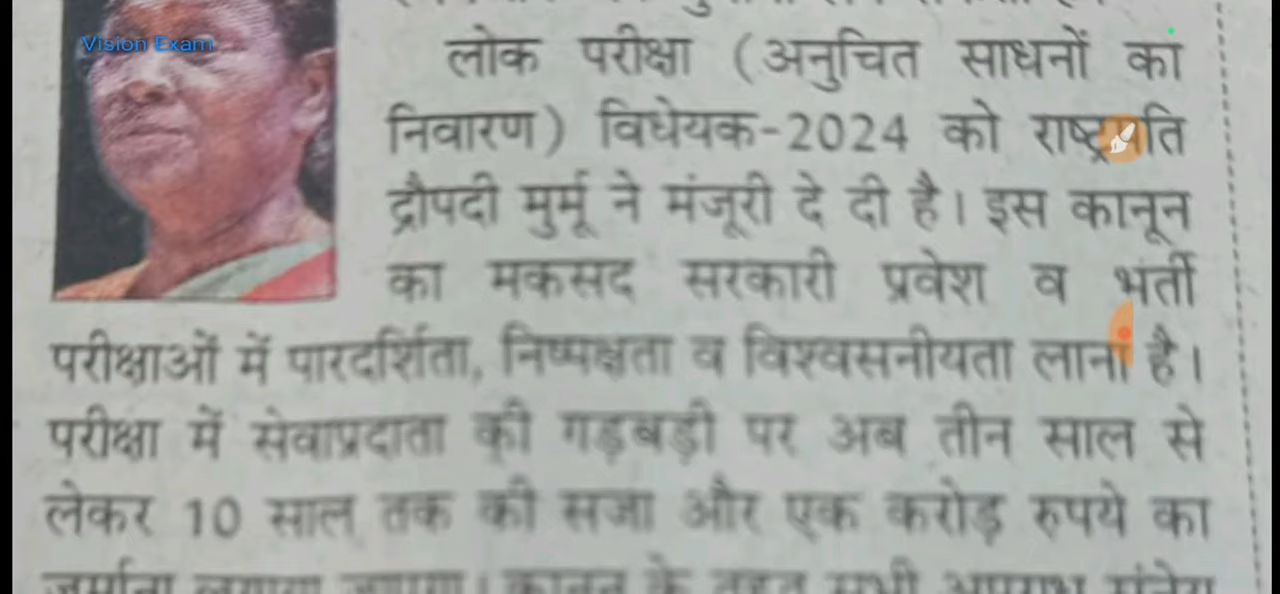 Vision Exam
लोक परीक्षा (अनुचित साधनों का
निवारण) विधेयक-2024 को राष्ट्रपति
द्रौपदी मुर्मू ने मंजूरी दे दी है। इस कानून
का मकसद सरकारी प्रवेश व भर्ती
परीक्षाओं में पारदर्शिता, निष्पक्षता व विश्वसनीयता लाना है।
परीक्षा में सेवाप्रदाता की गड़बड़ी पर अब तीन साल से
लेकर 10 साल तक की सजा और एक करोड़ रुपये का